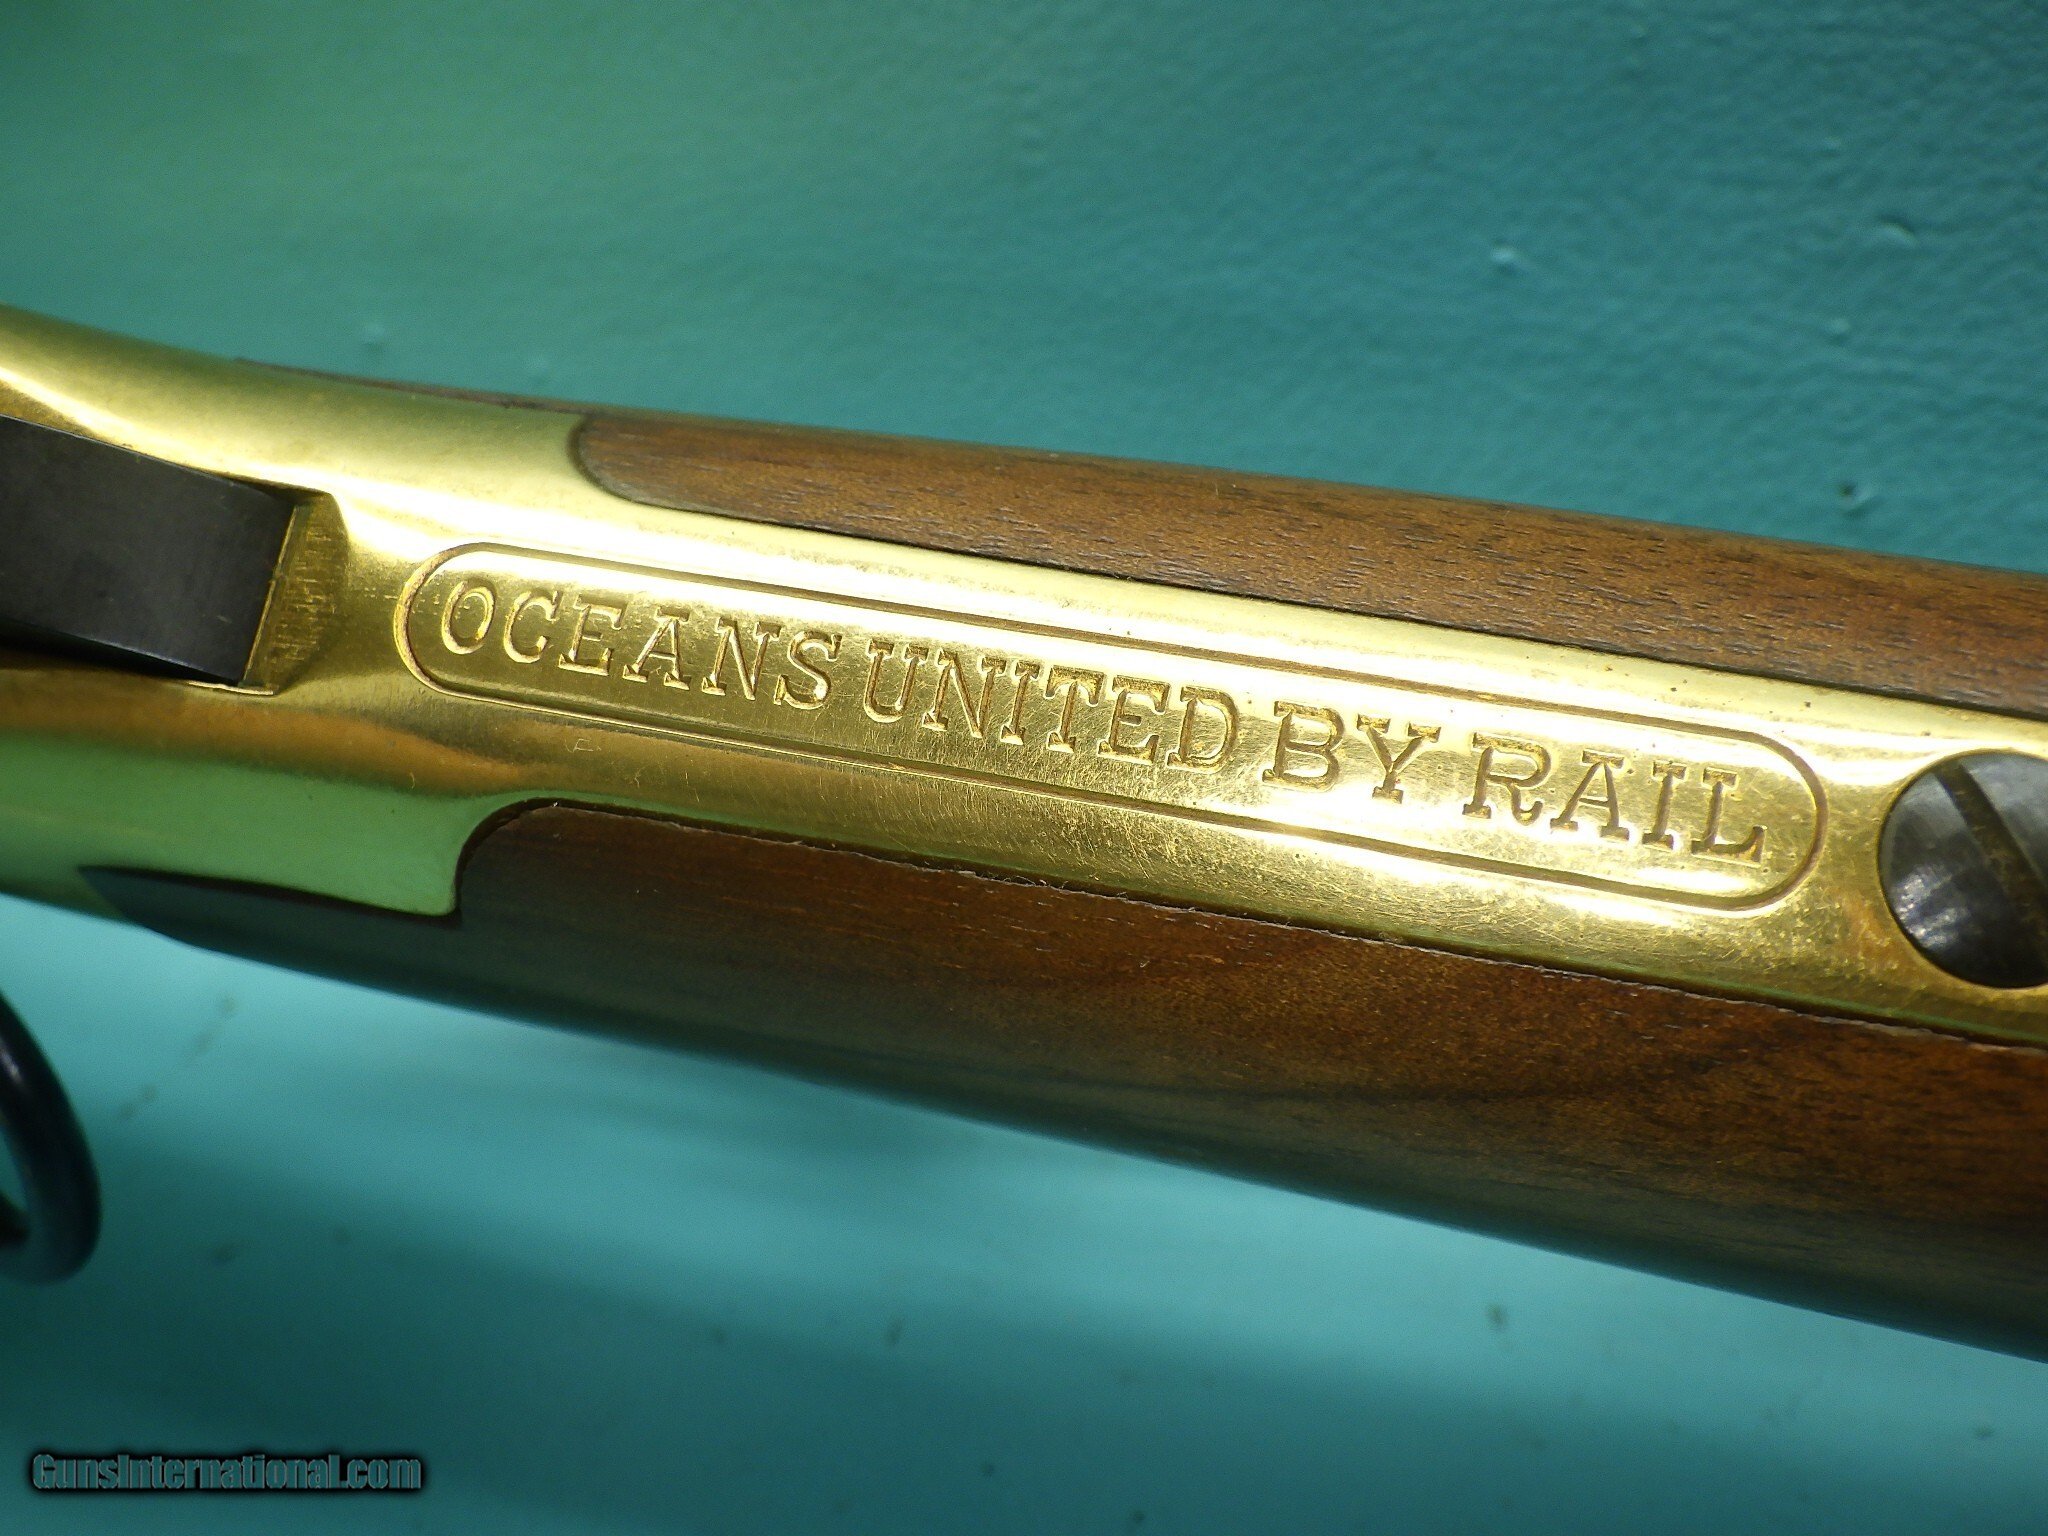 OCEANS UNITED BY RAIL
GunsInternational.com